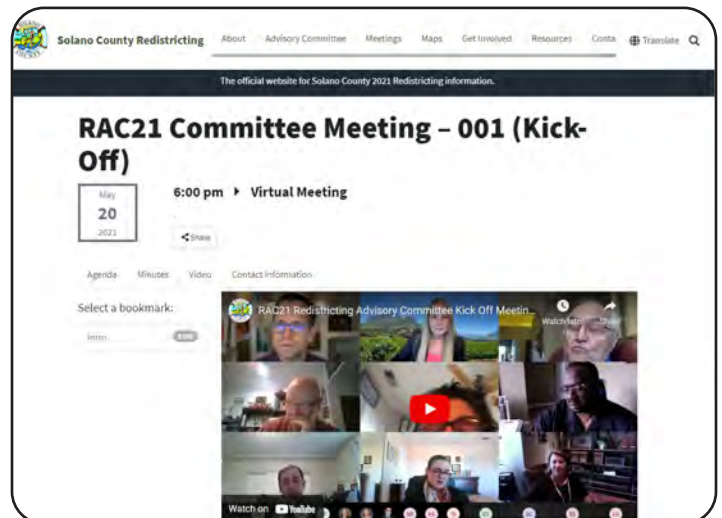 Solano County Redistricting
About
Advisory Committee
Meetings
Maps
Get Involved
Resources
Conta
Translate
The official website for Solano County 2021 Redistricting information.
RAC21 Committee Meeting – 001 (Kick-
Off)
May
20
2021
6:00 pm
Virtual Meeting
Share
Agenda
Minutes
Video
Contact Information
Select a bookmark:
Intro
RAC21 Redistricting Advisory Committee Kick Off Meetin...
Watch later
Share
Watch on YouTube